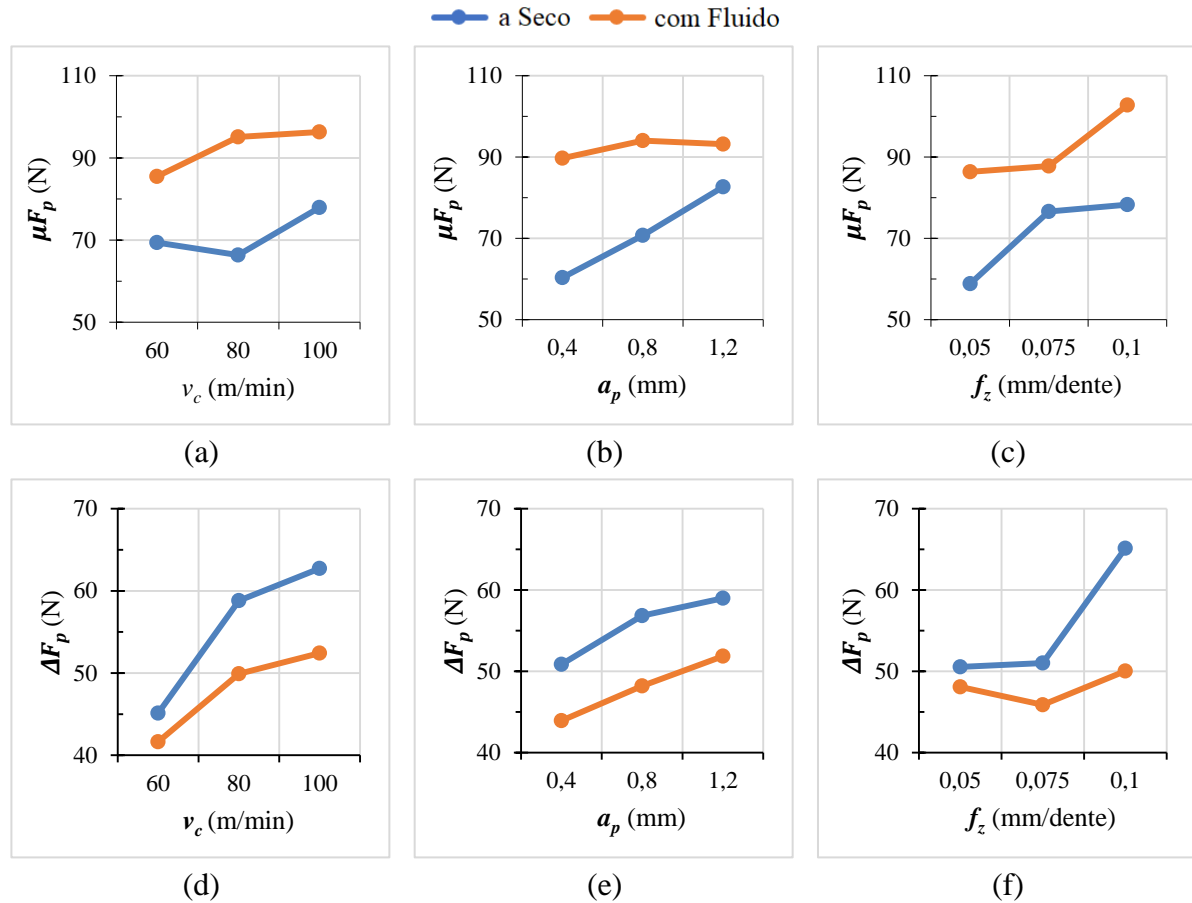 a Seco com Fluido
110
90
70
50
μFp (N)
60 80 100
vc (m/min)
(a)
110
90
70
50
μFp (N)
0,4 0,8 1,2
ap (mm)
(b)
110
90
70
50
μFp (N)
0,05 0,075 0,1
fz (mm/dente)
(c)
70
60
50
40
ΔFp (N)
60 80 100
vc (m/min)
(d)
70
60
50
40
ΔFp (N)
0,4 0,8 1,2
ap (mm)
(e)
70
60
50
40
ΔFp (N)
0,05 0,075 0,1
fz (mm/dente)
(f)